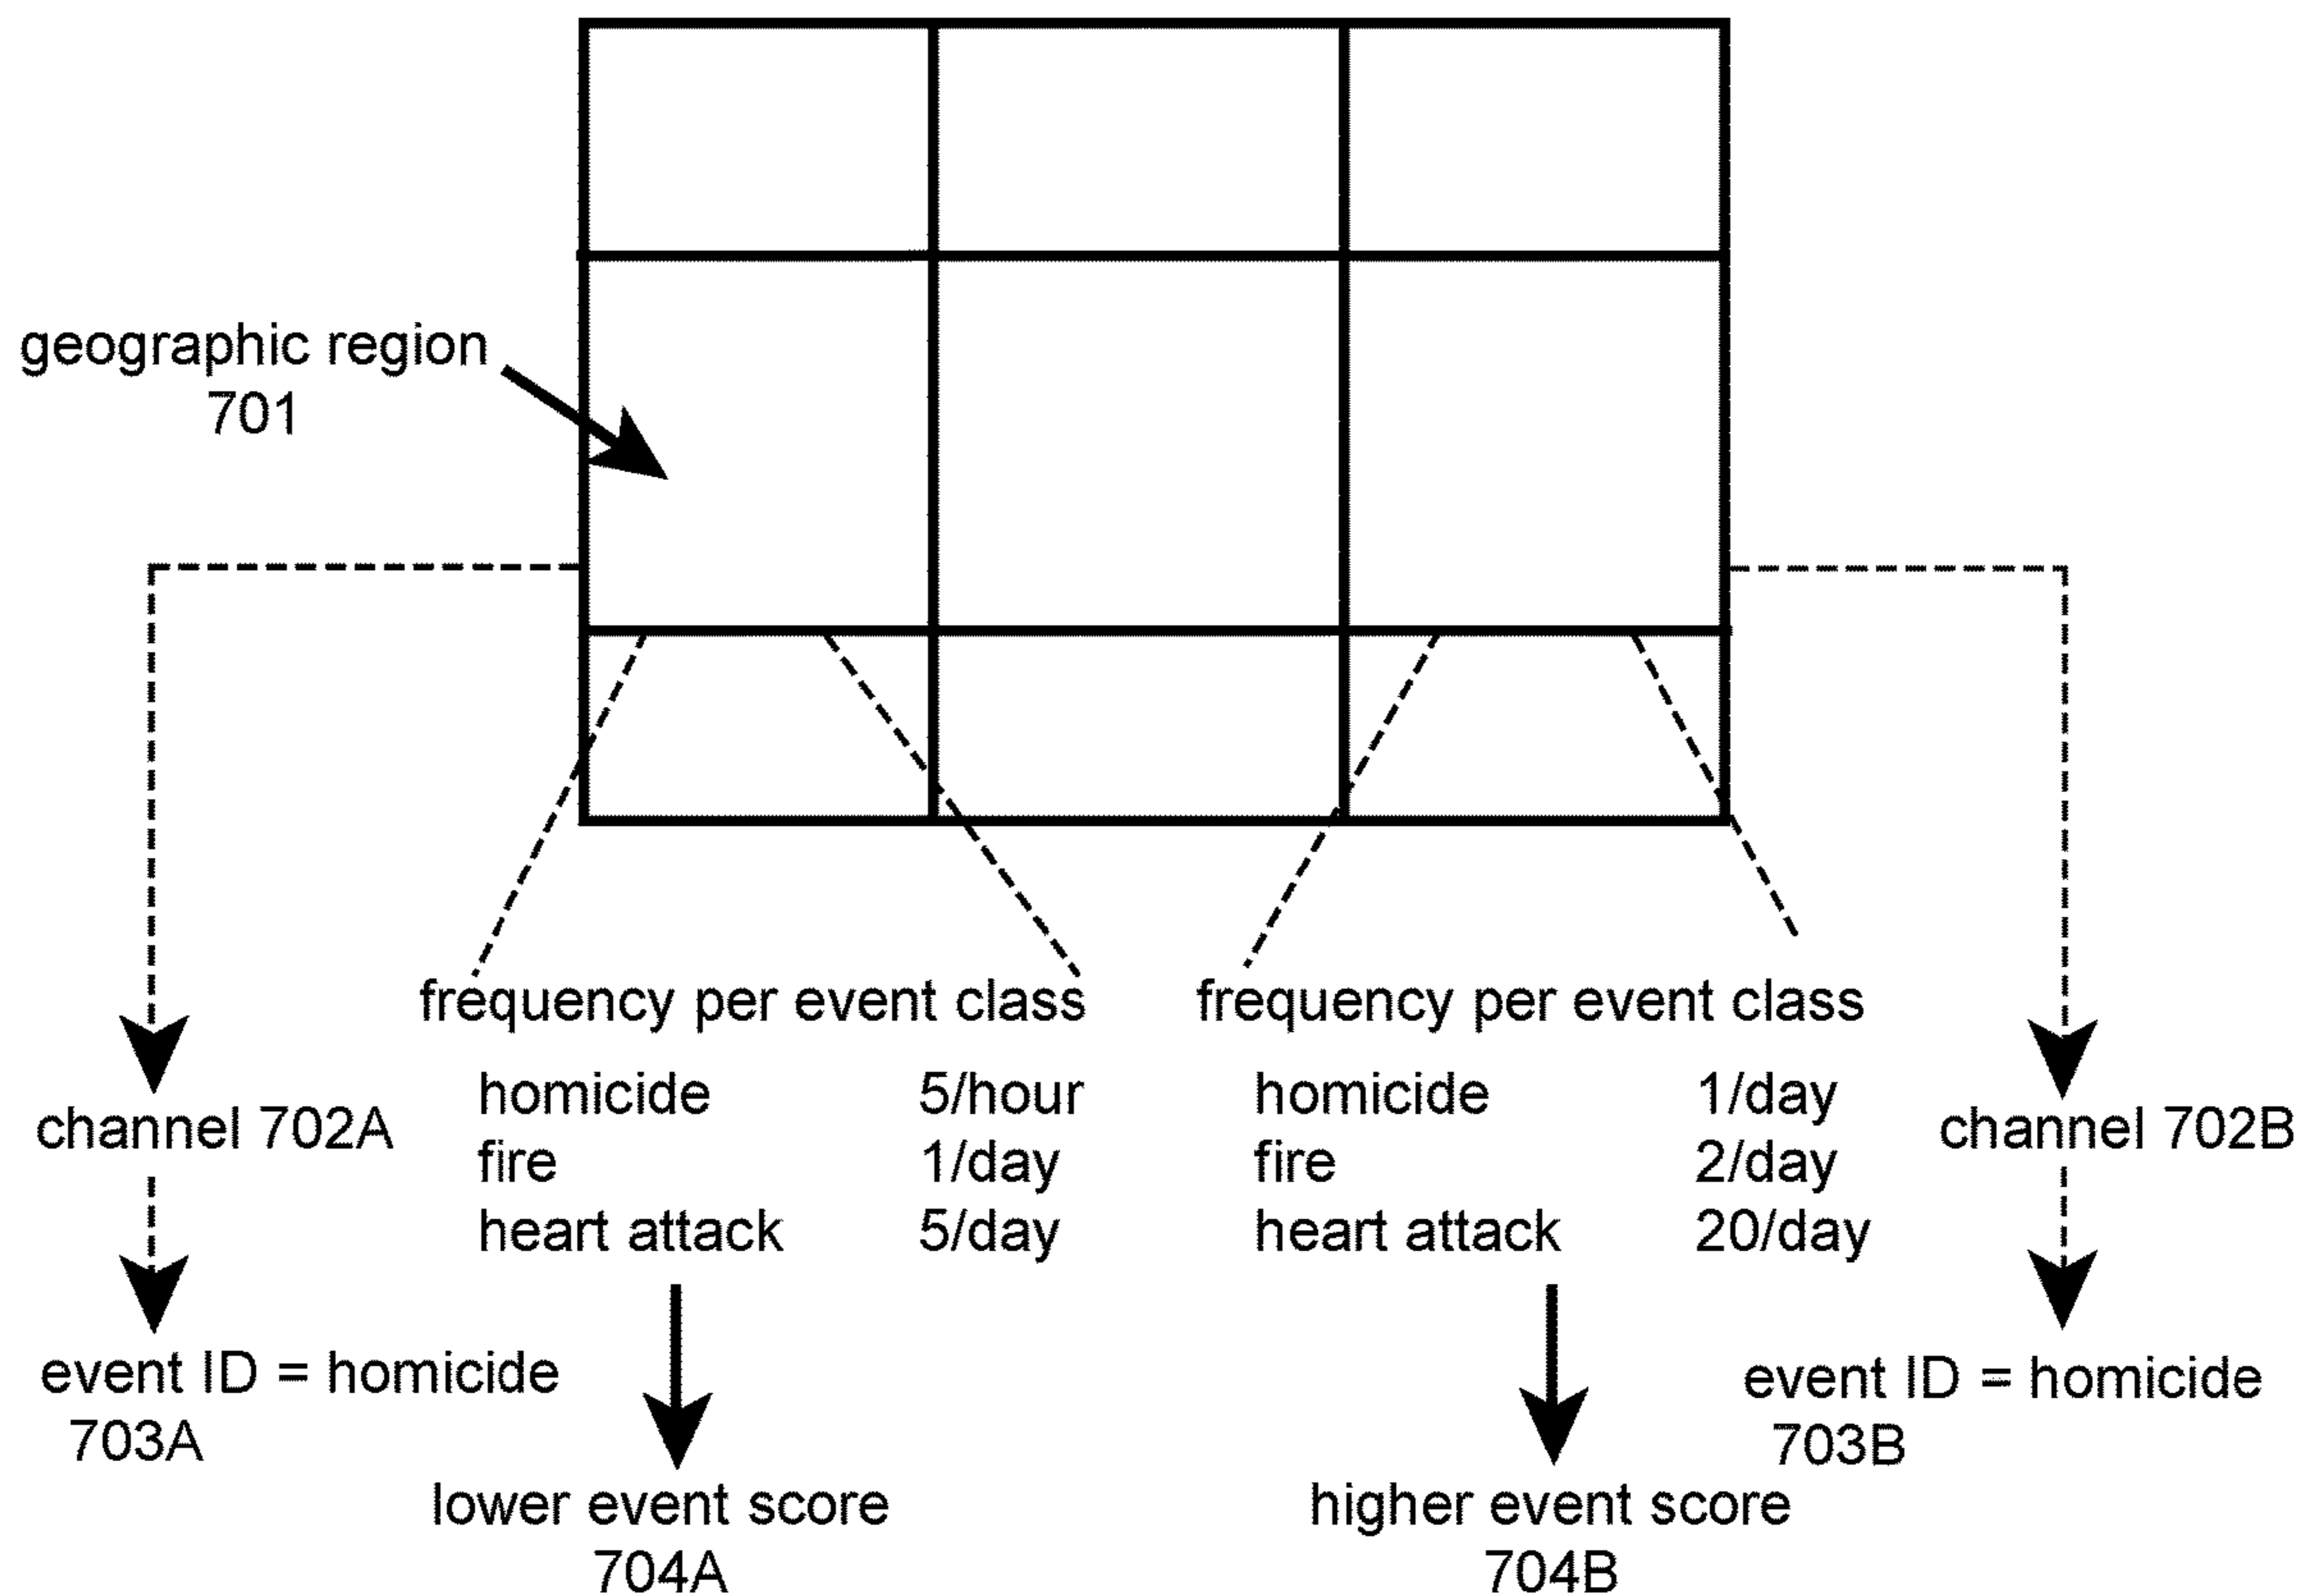 geographic region
701
frequency per event class
homicide 5/hour
fire 1/day
heart attack 5/day
frequency per event class
homicide 1/day
fire 2/day
heart attack 20/day
channel 702A
channel 702B
event ID = homicide
703A
event ID = homicide
703B
lower event score
704A
higher event score
704B